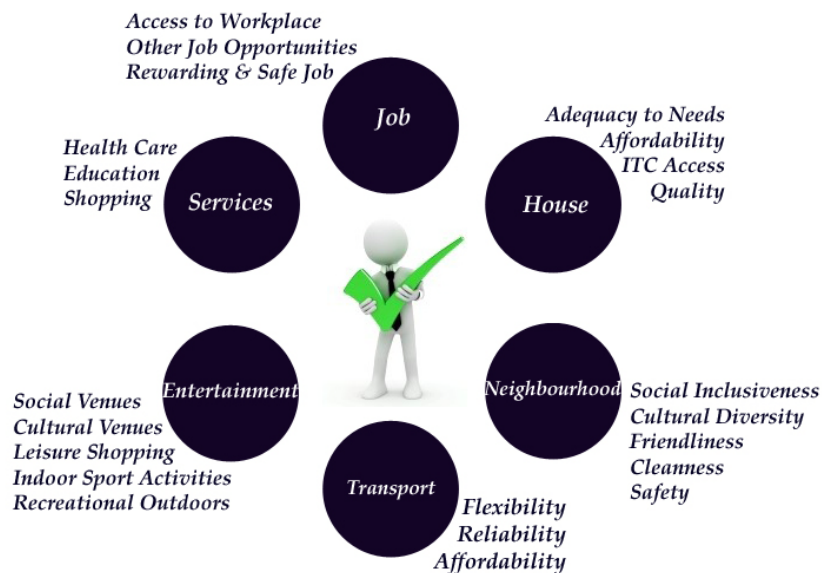 Access to Workplace
Other Job Opportunities
Rewarding & Safe Job
Job
Adequacy to Needs
Affordability
ITC Access
Quality
House
Health Care
Education
Shopping
Services
Entertainment
Social Venues
Cultural Venues
Leisure Shopping
Indoor Sport Activities
Recreational Outdoors
Neighbourhood
Social Inclusiveness
Cultural Diversity
Friendliness
Cleanness
Safety
Transport
Flexibility
Reliability
Affordability